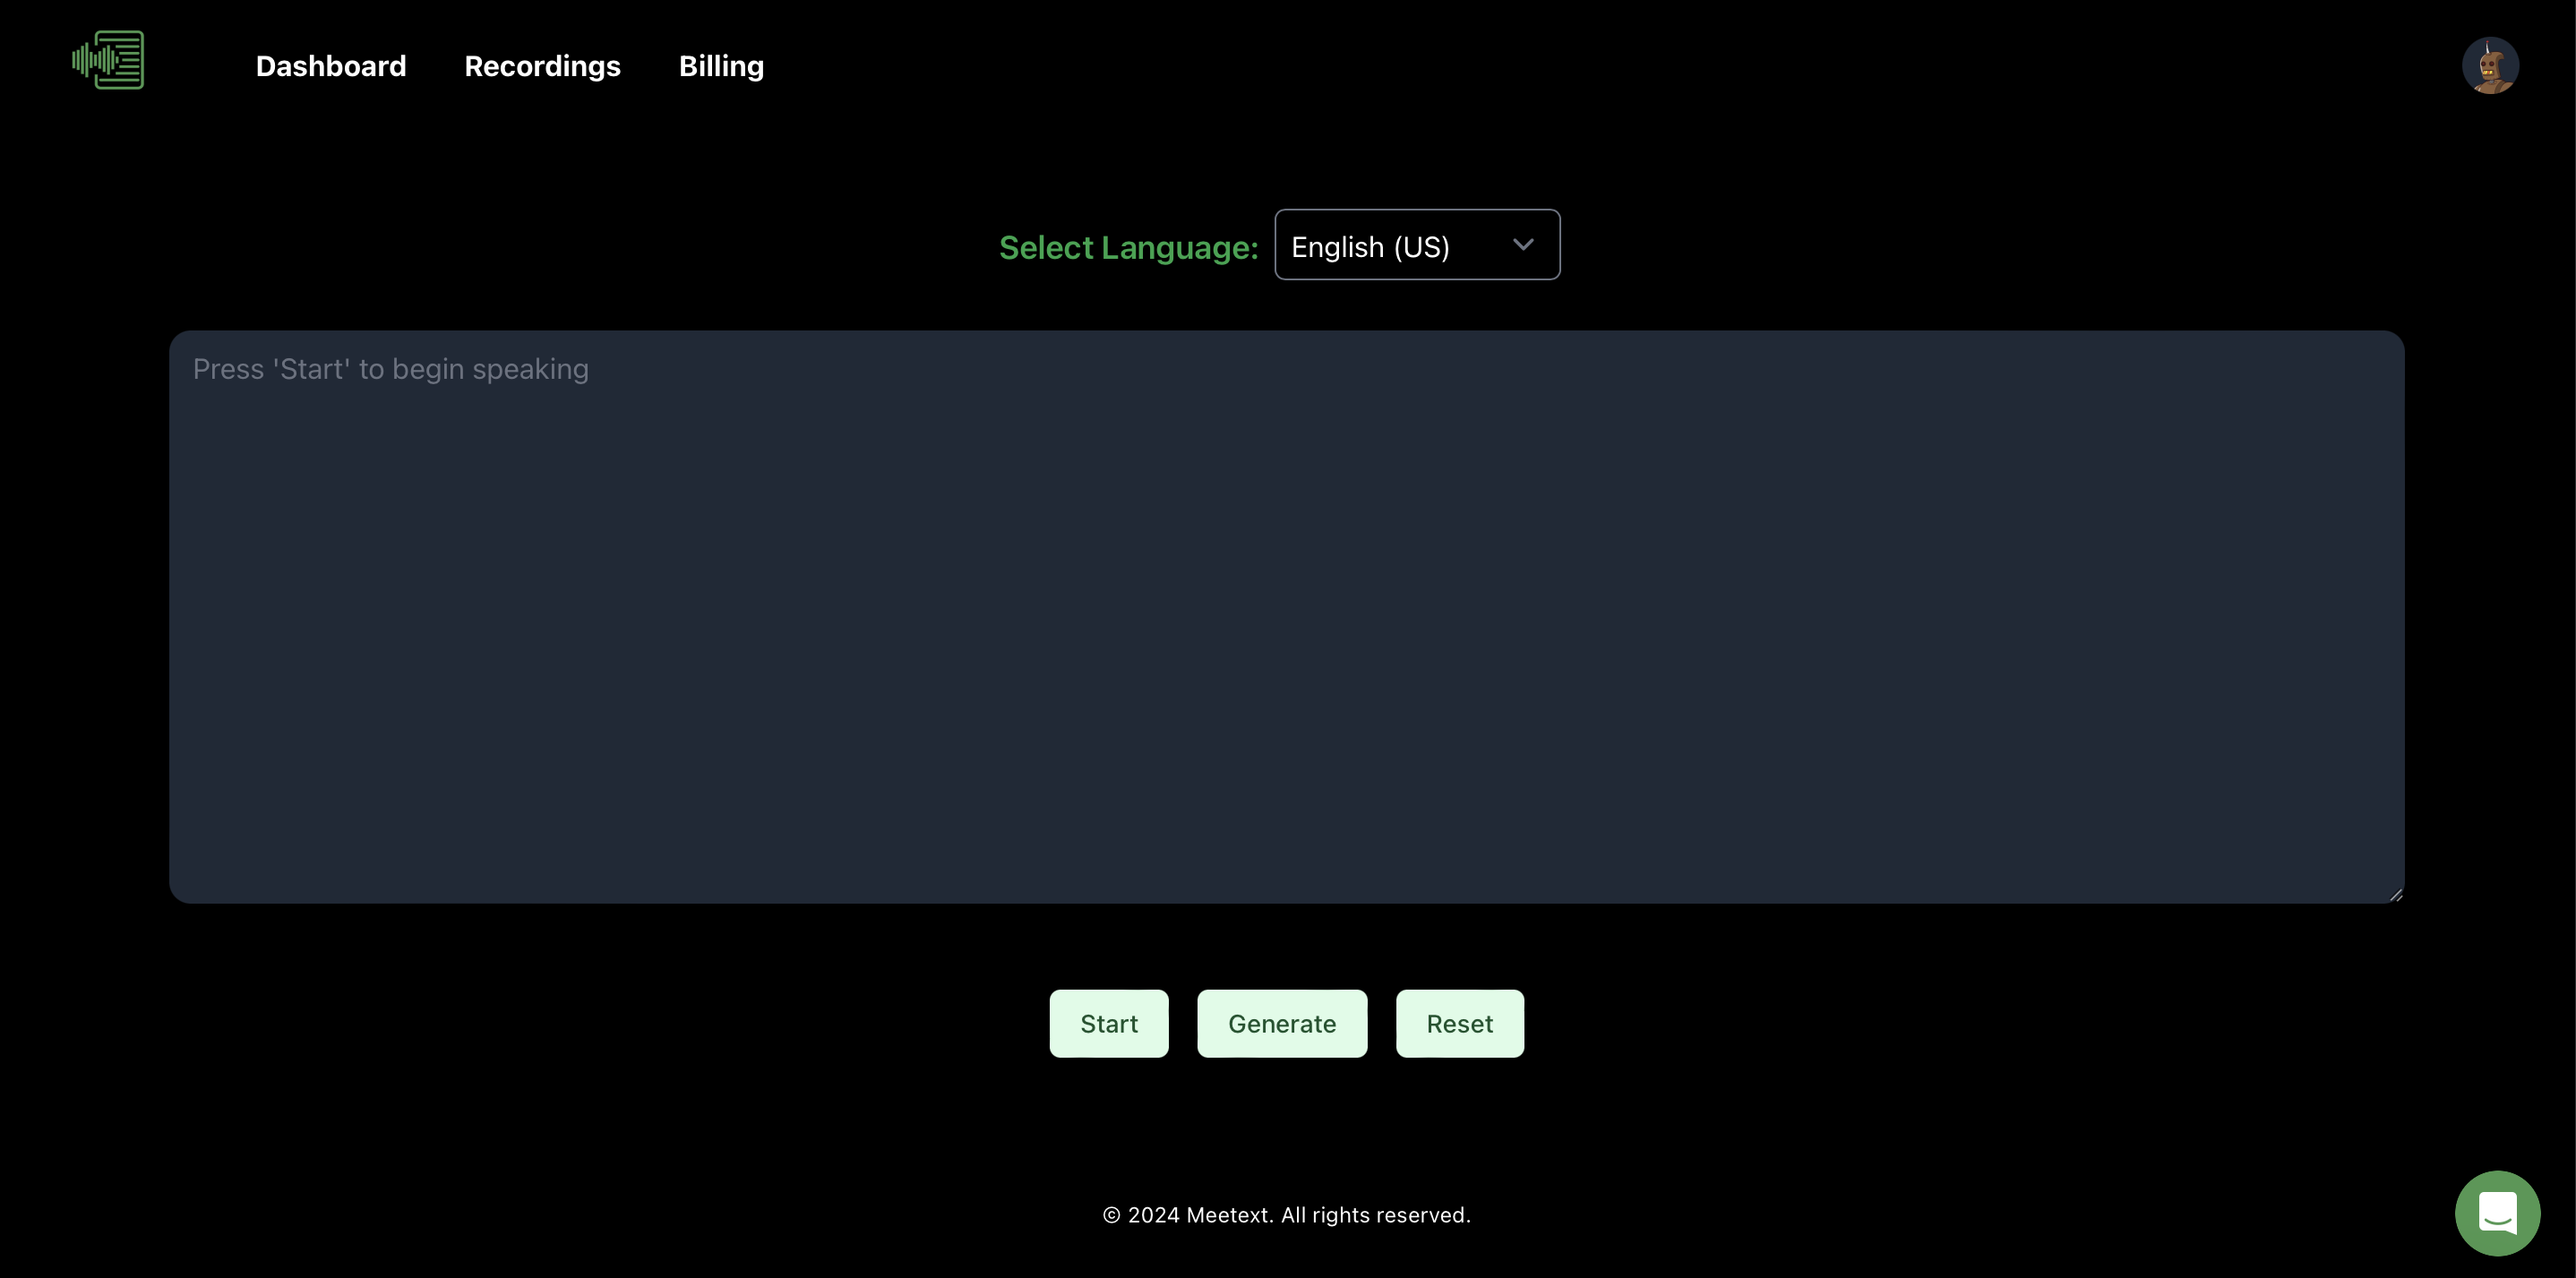 Dashboard Recordings Billing
Select Language: English (US)
Press 'Start' to begin speaking
Start Generate Reset
© 2024 Meetext. All rights reserved.